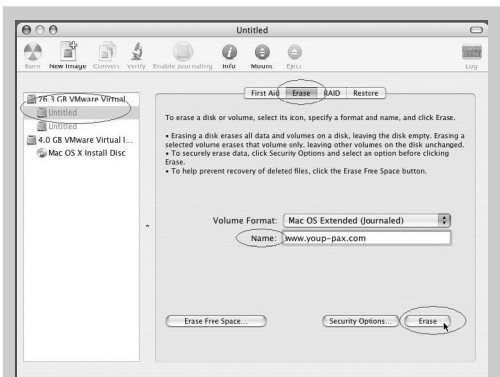 Untitled
Burn New Image Convert Verify Enable Journaling Info Mount Eject Log
26.3 GB VMware Virtual
Untitled
Untitled
4.0 GB VMware Virtual I...
Mac OS X Install Disc
First Aid Erase RAID Restore
To erase a disk or volume, select its icon, specify a format and name, and click Erase.
• Erasing a disk erases all data and volumes on a disk, leaving the disk empty. Erasing a
selected volume erases that volume only, leaving other volumes on the disk unchanged.
• To securely erase data, click Security Options and select an option before clicking
Erase.
• To help prevent recovery of deleted files, click the Erase Free Space button.
Volume Format: Mac OS Extended (Journaled)
Name: www.youp-pax.com
Erase Free Space... Security Options... Erase